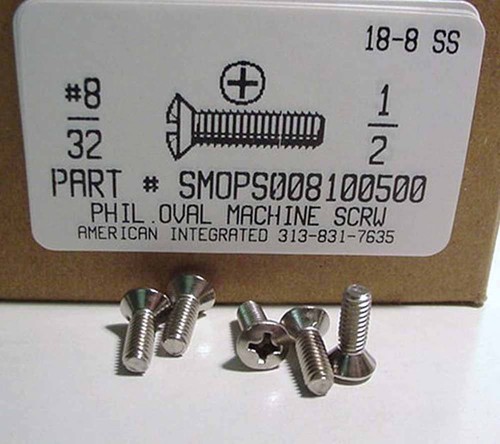 18-8 SS
#8
32
1
2
PART # SMOPS008100500
PHIL.OVAL MACHINE SCRW
AMERICAN INTEGRATED 313-831-7635